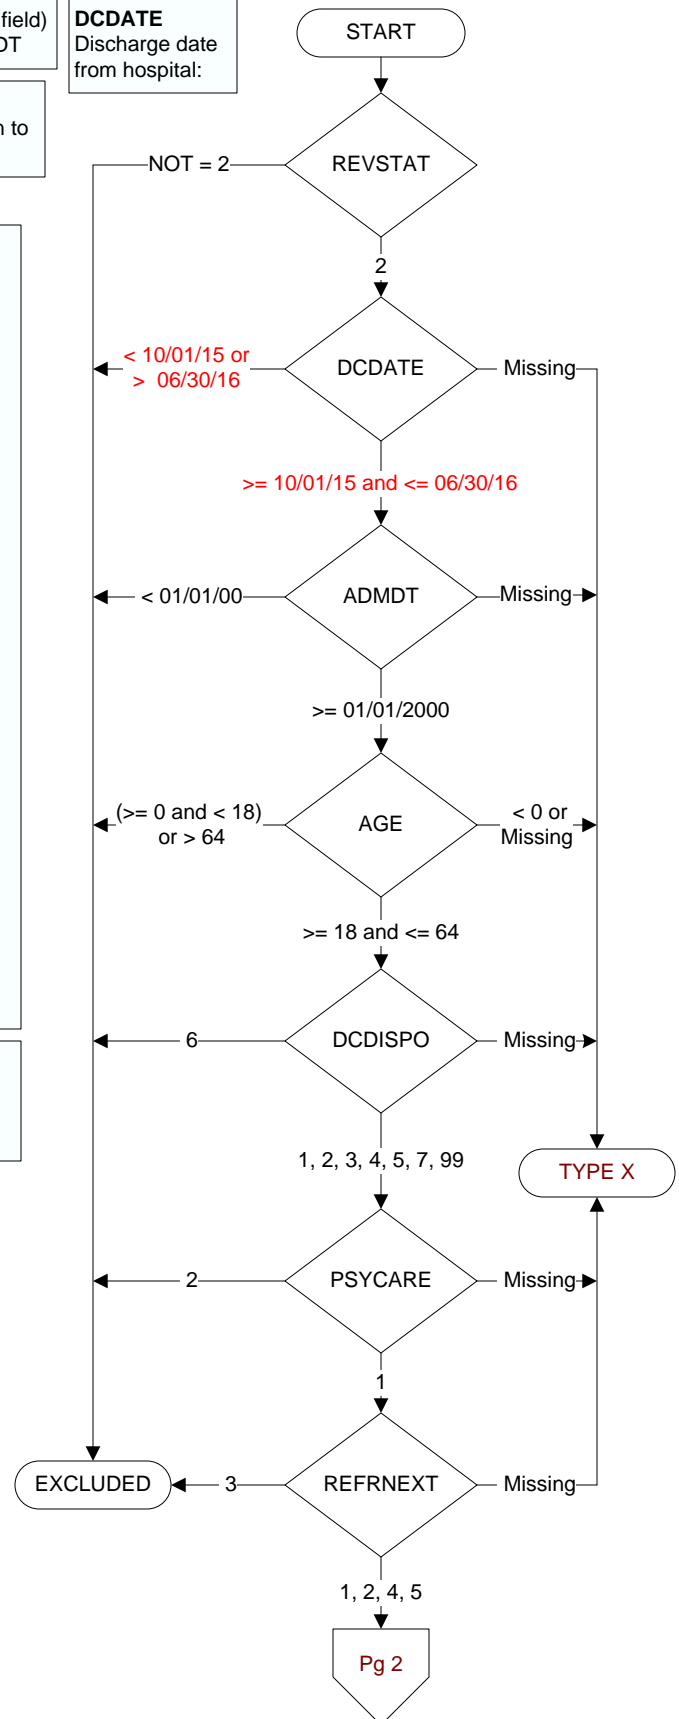 field)
DT
DCDATE
Discharge date
from hospital:
n to
START
REVSTAT
NOT = 2
2
DCDATE
< 10/01/15 or
> 06/30/16
Missing
>= 10/01/15 and <= 06/30/16
ADMDT
< 01/01/00
Missing
>= 01/01/2000
AGE
(>= 0 and < 18)
or > 64
< 0 or
Missing
>= 18 and <= 64
DCDISPO
6
Missing
1, 2, 3, 4, 5, 7, 99
TYPE X
PSYCARE
2
Missing
1
REFRNEXT
EXCLUDED
3
Missing
1, 2, 4, 5
Pg 2